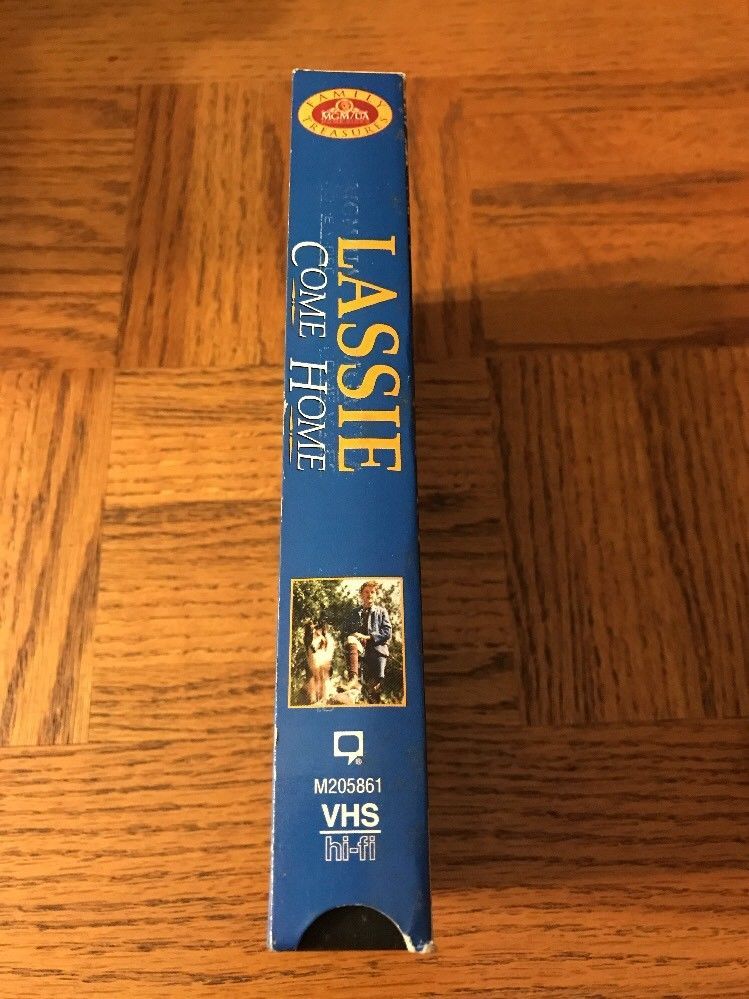 FAMILY
MGM/UA
TREASURES
LASSIE
COME HOME
M205861
VHS
hi-fi